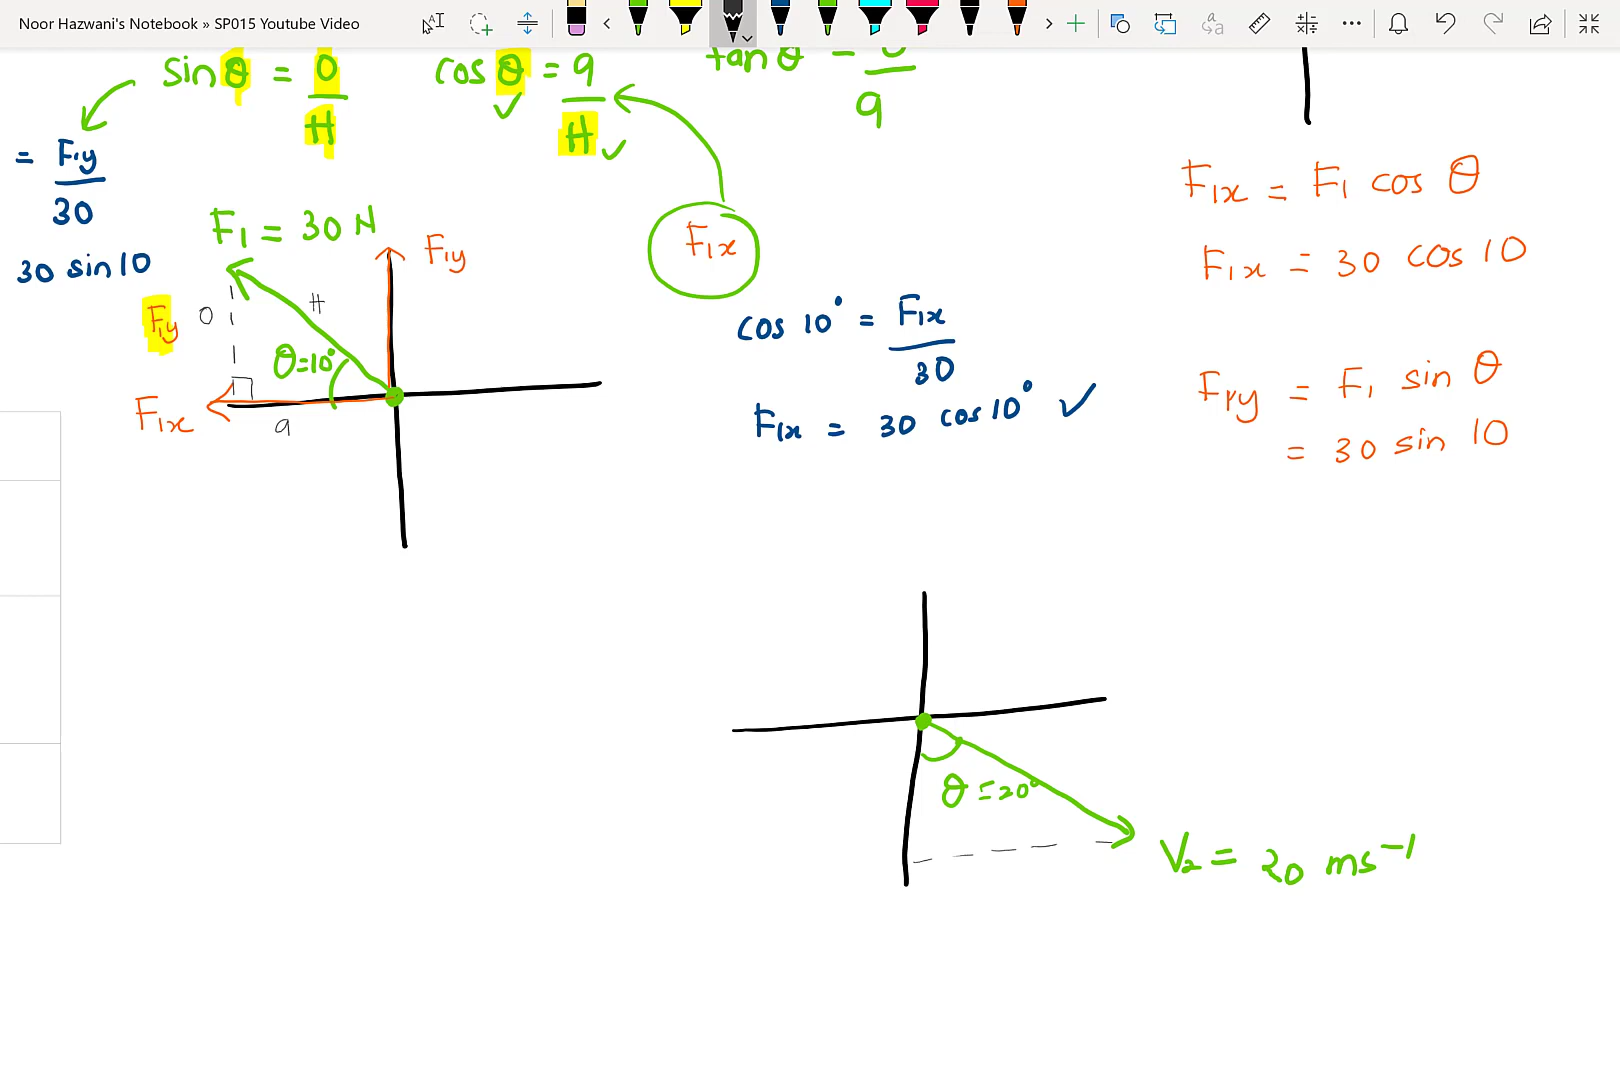 Noor Hazwani's Notebook » SP015 Youtube Video
sin θ = O/H
cos θ = a/H ✓
tan θ = /a
= F1y/30
30 sin 10
F1 = 30 N
F1y
F1x
H
O
F1y
θ=10°
F1x
a
cos 10° = F1x/30
F1x = 30 cos 10° ✓
F1x = F1 cos θ
F1x = 30 cos 10
F1y = F1 sin θ
= 30 sin 10
θ = 20°
V2 = 20 ms⁻¹